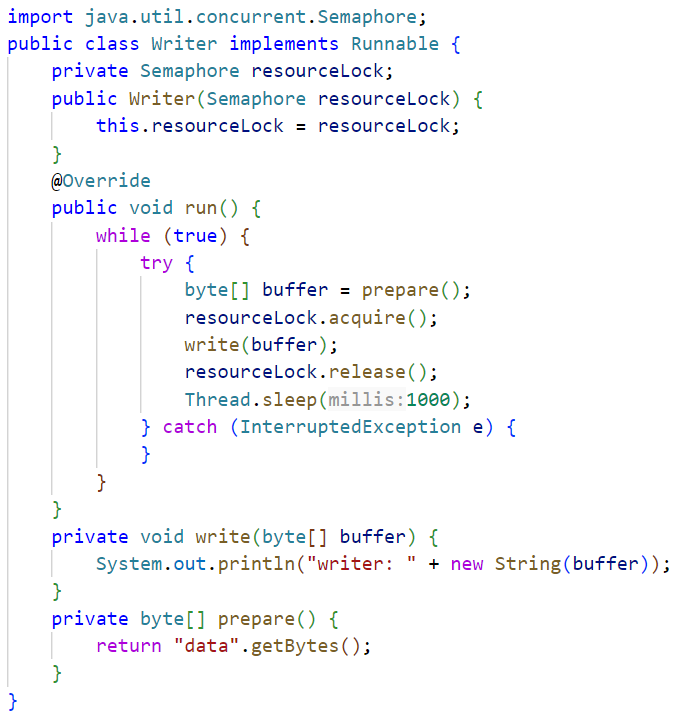 import java.util.concurrent.Semaphore;
public class Writer implements Runnable {
    private Semaphore resourceLock;
    public Writer(Semaphore resourceLock) {
        this.resourceLock = resourceLock;
    }
    @Override
    public void run() {
        while (true) {
            try {
                byte[] buffer = prepare();
                resourceLock.acquire();
                write(buffer);
                resourceLock.release();
                Thread.sleep(millis:1000);
            } catch (InterruptedException e) {
            }
        }
    }
    private void write(byte[] buffer) {
        System.out.println("writer: " + new String(buffer));
    }
    private byte[] prepare() {
        return "data".getBytes();
    }
}